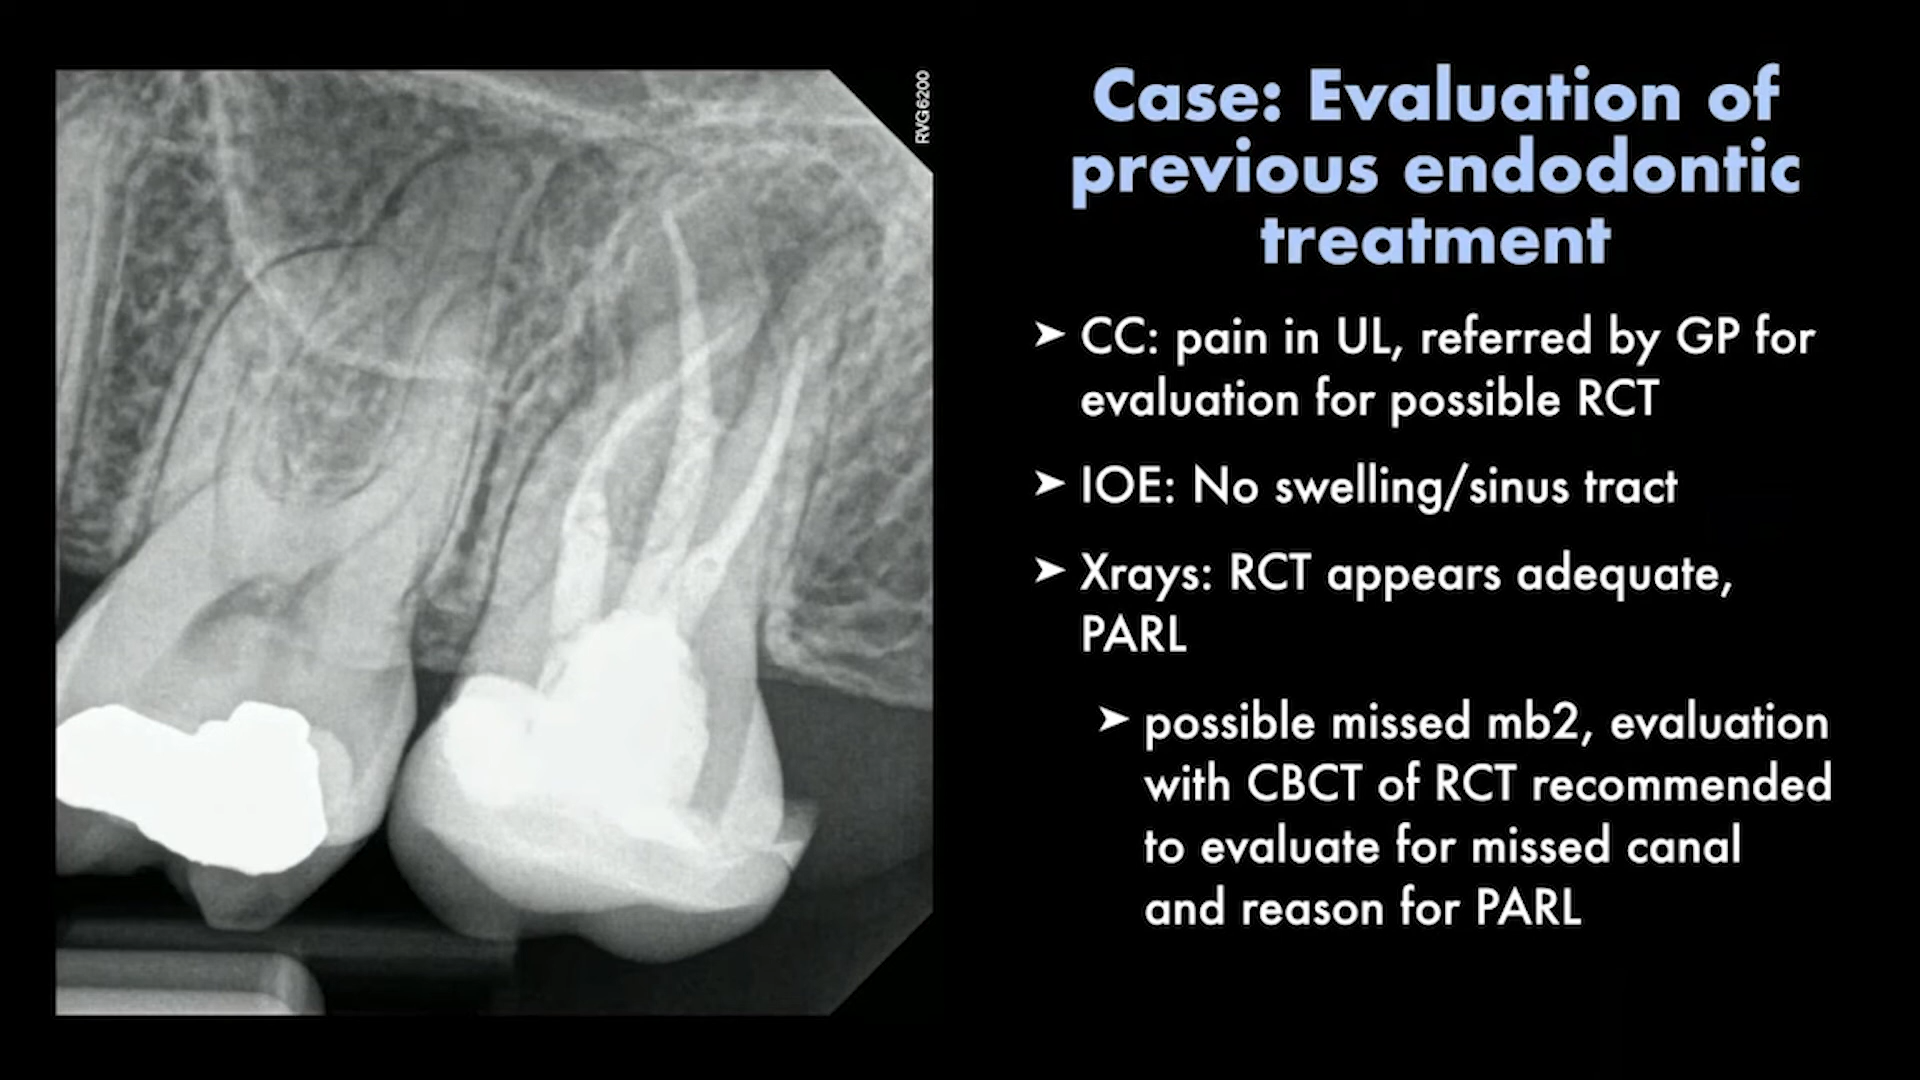 RVG6200
Case: Evaluation of
previous endodontic
treatment
➤ CC: pain in UL, referred by GP for
evaluation for possible RCT
➤ IOE: No swelling/sinus tract
➤ Xrays: RCT appears adequate,
PARL
➤ possible missed mb2, evaluation
with CBCT of RCT recommended
to evaluate for missed canal
and reason for PARL